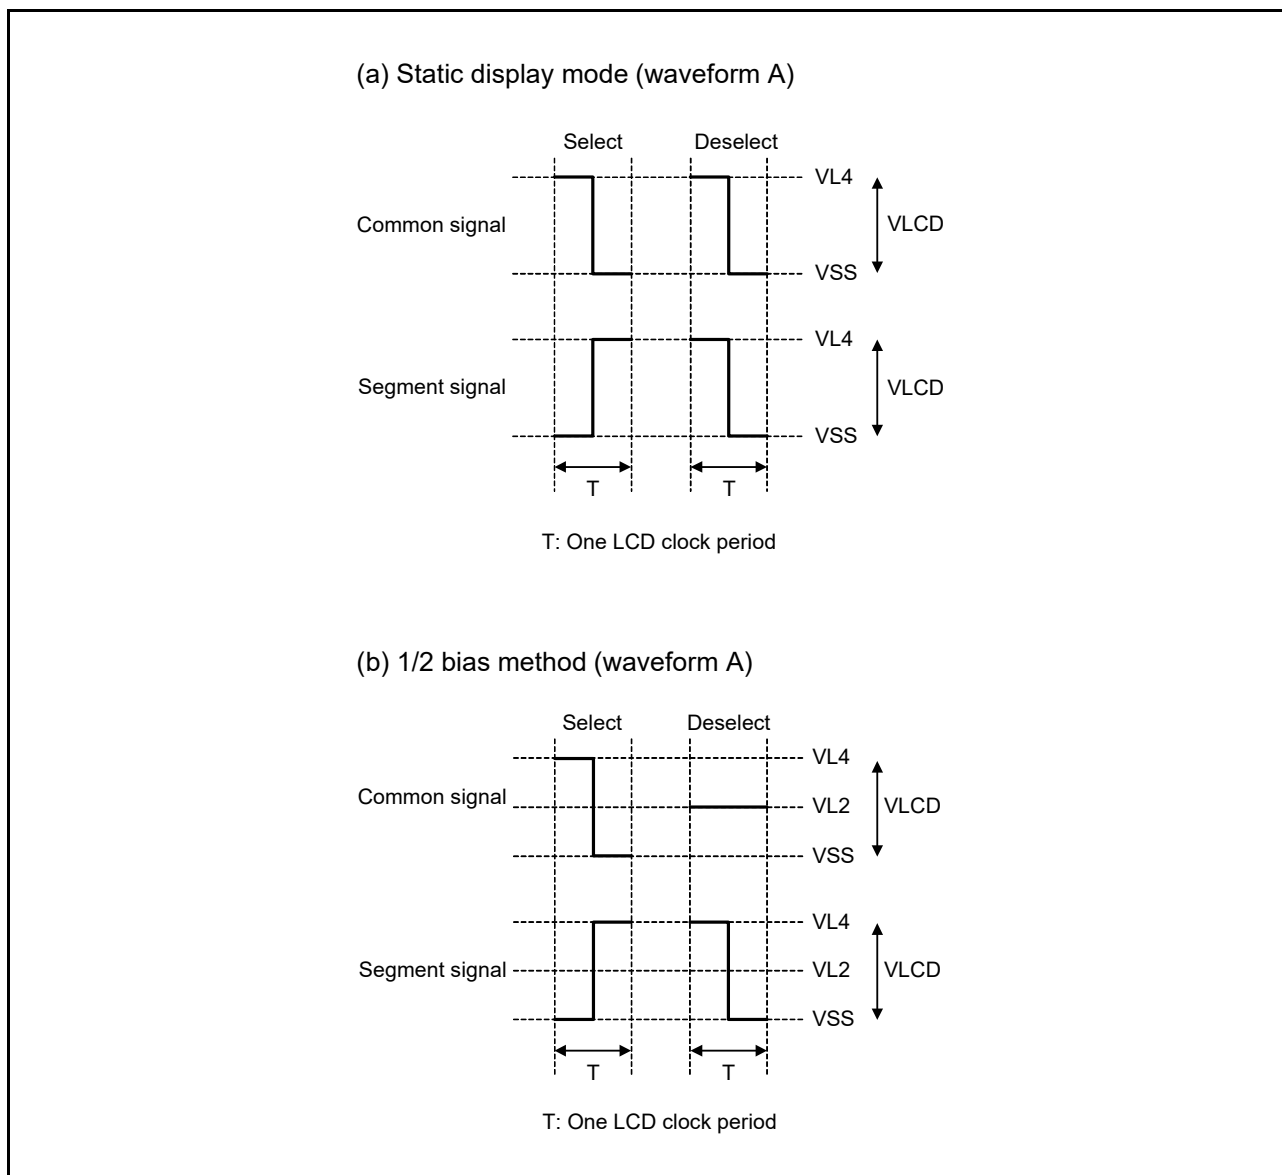 (a) Static display mode (waveform A)
Select Deselect
VL4
Common signal VLCD
VSS
VL4
Segment signal VLCD
VSS
T T
T: One LCD clock period
(b) 1/2 bias method (waveform A)
Select Deselect
VL4
Common signal VL2 VLCD
VSS
VL4
Segment signal VL2 VLCD
VSS
T T
T: One LCD clock period